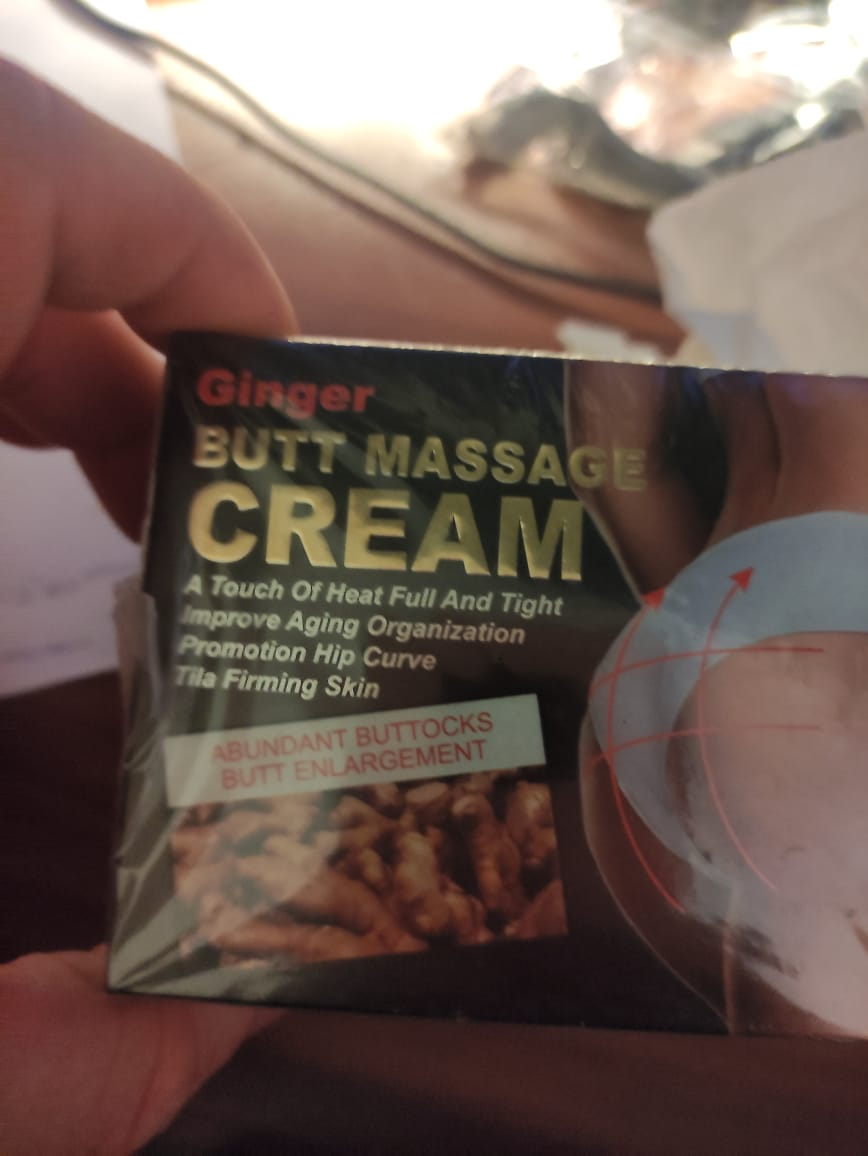 Ginger
BUTT MASSAGE
CREAM
A Touch Of Heat Full And Tight
Improve Aging Organization
Promotion Hip Curve
Tila Firming Skin
ABUNDANT BUTTOCKS
BUTT ENLARGEMENT